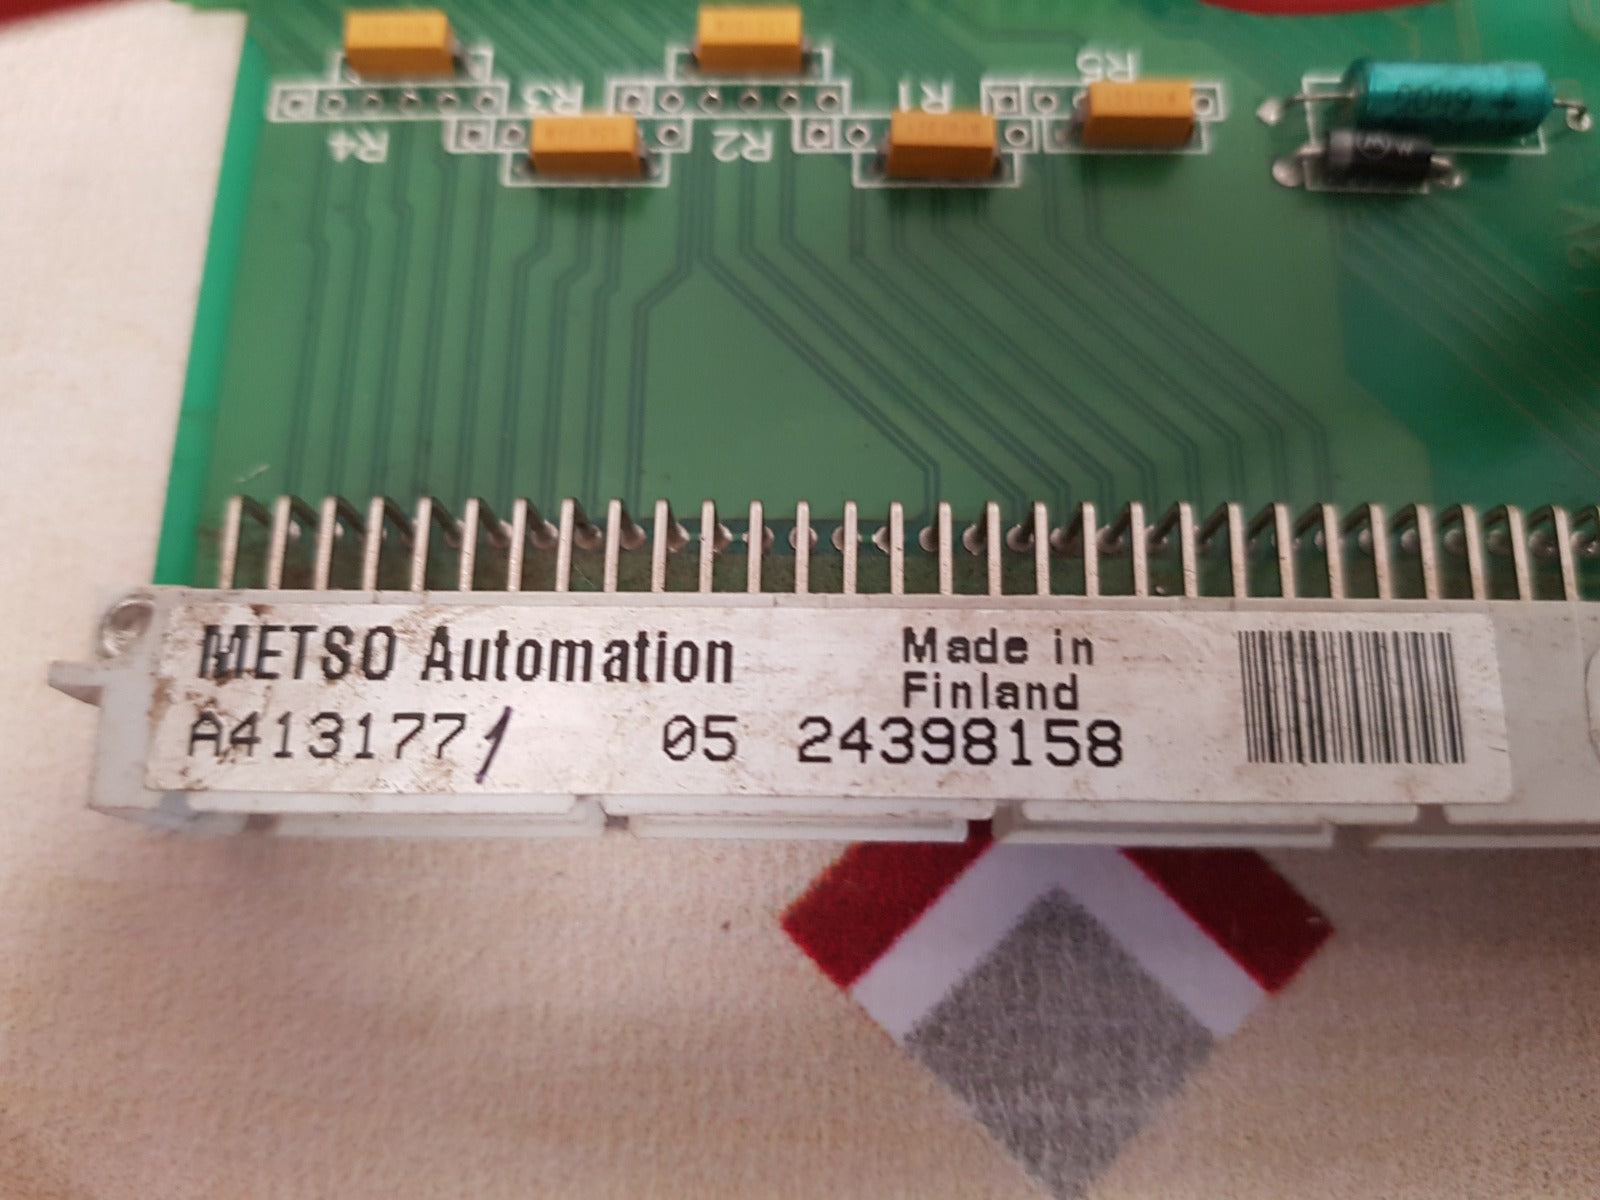 R5
R3
R1
R4
R2
METSO Automation
Made in
Finland
A413177/
05 24398158